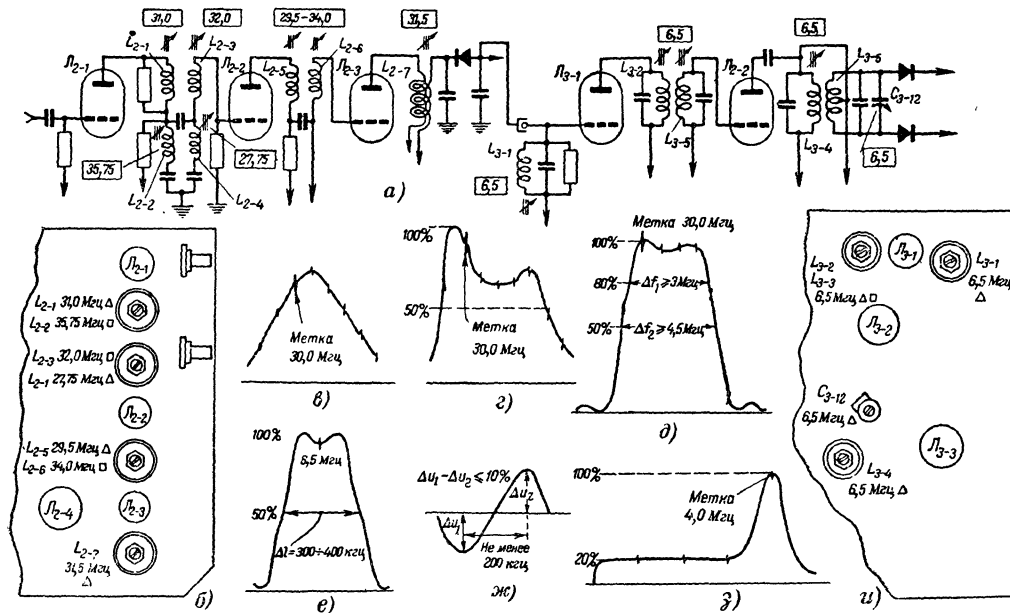 31,0
32,0
29,5-34,0
31,5
6,5
6,5
L2-1
L2-3
L2-6
L3-6
Л2-1
Л2-2
L2-5
Л2-3
L2-7
Л3-1
L3-2
Л2-2
C3-12
35,75
27,75
L3-1
L3-5
L3-4
6,5
6,5
L2-2
L2-4
а)
Л2-1
L2-1 31,0 Мгц △
L2-2 35,75 Мгц □
L2-3 32,0 Мгц □
L2-1 27,75 Мгц △
Л2-2
L2-5 29,5 Мгц △
L2-6 34,0 Мгц □
Л2-4
Л2-3
L2-7
31,5 Мгц
△
б)
Метка
30,0 Мгц
в)
100%
50%
Метка
30,0 Мгц
г)
Метка 30,0 Мгц
100%
80%
Δf1 ≥ 3 Мгц
50%
Δf2 ≥ 4,5 Мгц
д)
100%
6,5 Мгц
50%
Δf=300÷400 кгц
е)
Δu1 - Δu2 ≤ 10%
Δu2
Δu1
Не менее
200 кгц
ж)
100%
Метка
4,0 Мгц
20%
з)
L3-2
L3-3
6,5 Мгц △ □
Л3-1
L3-1
6,5 Мгц
△
Л3-2
C3-12
6,5 Мгц △
Л3-3
L3-4
6,5 Мгц △
и)